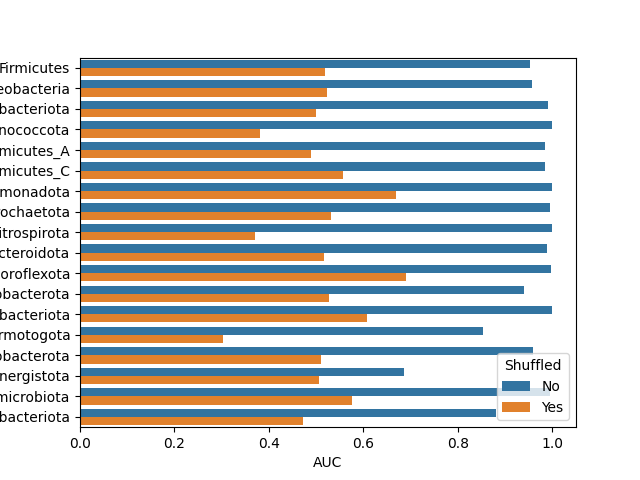 Firmicutes
eobacteria
bacteriota
nococcota
micutes_A
micutes_C
monadota
rochaetota
itrospirota
cteroidota
oroflexota
obacterota
bacteriota
rmotogota
obacterota
nergistota
microbiota
bacteriota
0.0 0.2 0.4 0.6 0.8 1.0
AUC
Shuffled
No
Yes